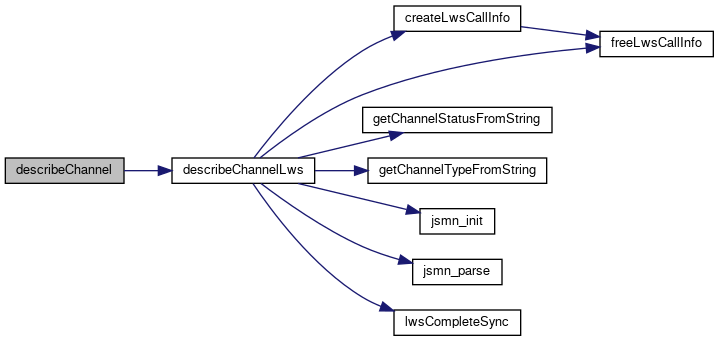 createLwsCallInfo
freeLwsCallInfo
getChannelStatusFromString
describeChannel
describeChannelLws
getChannelTypeFromString
jsmn_init
jsmn_parse
lwsCompleteSync